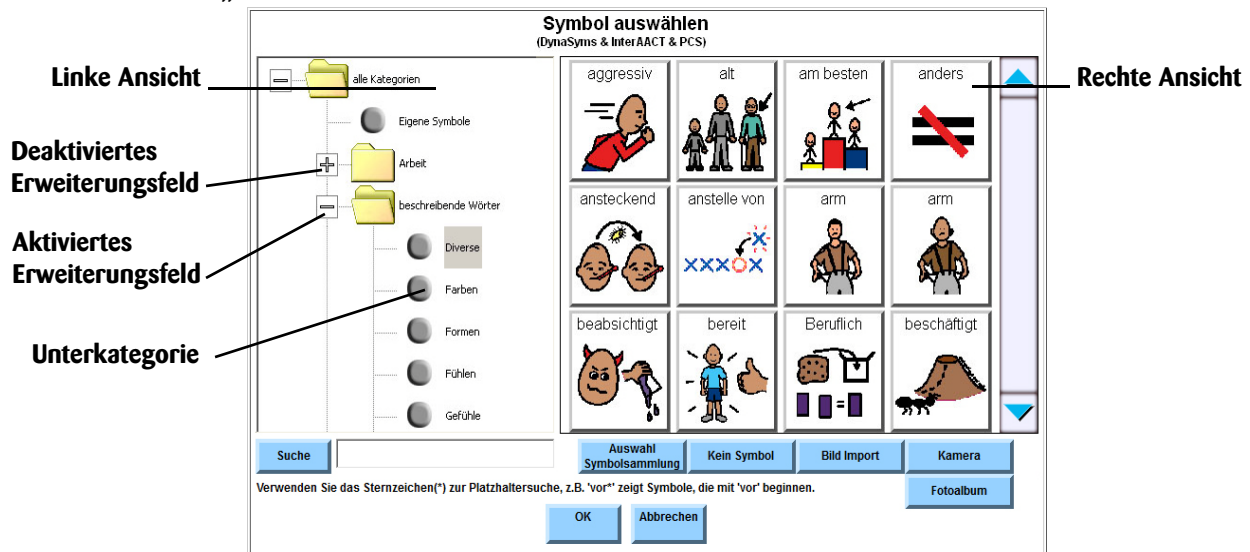 „
Symbol auswählen
(DynaSyms & InterAACT & PCS)
Linke Ansicht
Deaktiviertes
Erweiterungsfeld
Aktiviertes
Erweiterungsfeld
Unterkategorie
alle Kategorien
Eigene Symbole
Arbeit
beschreibende Wörter
Diverse
Farben
Formen
Fühlen
Gefühle
aggressiv alt am besten anders
ansteckend anstelle von arm arm
beabsichtigt bereit Beruflich beschäftigt
Rechte Ansicht
Suche
Auswahl
Symbolsammlung
Kein Symbol
Bild Import
Kamera
Verwenden Sie das Sternzeichen(*) zur Platzhaltersuche, z.B. 'vor*' zeigt Symbole, die mit 'vor' beginnen.
Fotoalbum
OK
Abbrechen